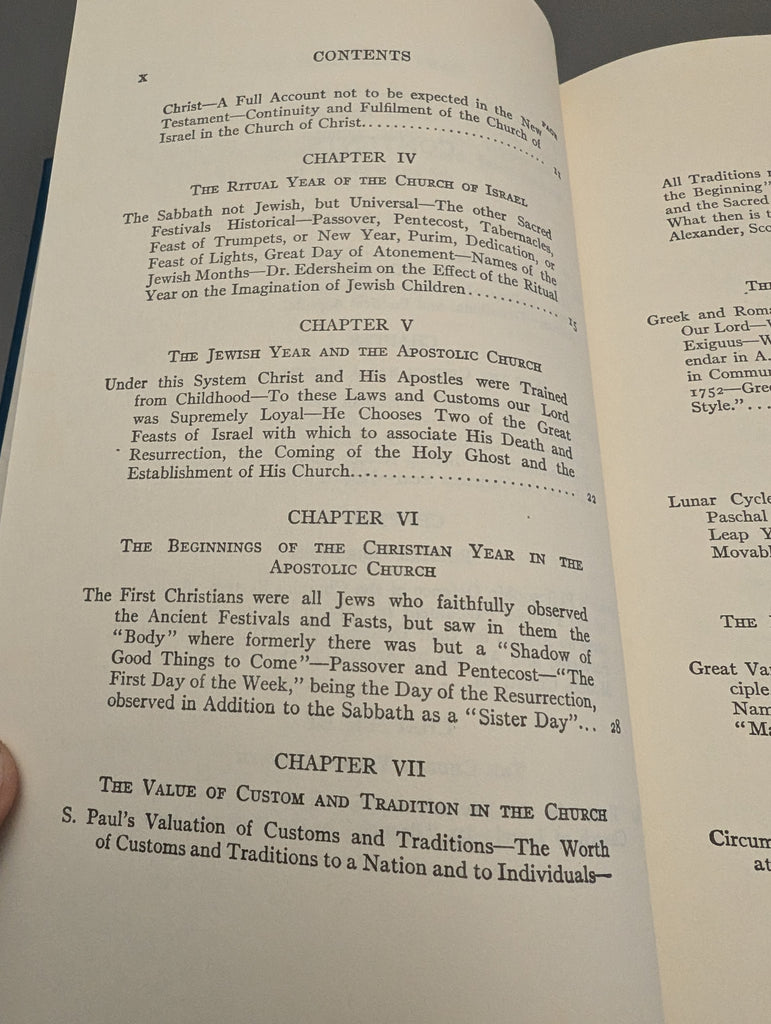 CONTENTS
x
PAGE
Christ—A Full Account not to be expected in the New
Testament—Continuity and Fulfilment of the Church of
Israel in the Church of Christ..............................
CHAPTER IV
The Ritual Year of the Church of Israel
The Sabbath not Jewish, but Universal—The other Sacred
Festivals Historical—Passover, Pentecost, Tabernacles,
Feast of Trumpets, or New Year, Purim, Dedication, or
Feast of Lights, Great Day of Atonement—Names of the
Jewish Months—Dr. Edersheim on the Effect of the Ritual
Year on the Imagination of Jewish Children............... 15
CHAPTER V
The Jewish Year and the Apostolic Church
Under this System Christ and His Apostles were Trained
from Childhood—To these Laws and Customs our Lord
was Supremely Loyal—He Chooses Two of the Great
Feasts of Israel with which to associate His Death and
Resurrection, the Coming of the Holy Ghost and the
Establishment of His Church.............................. 22
CHAPTER VI
The Beginnings of the Christian Year in the
Apostolic Church
The First Christians were all Jews who faithfully observed
the Ancient Festivals and Fasts, but saw in them the
"Body" where formerly there was but a "Shadow of
Good Things to Come"—Passover and Pentecost—"The
First Day of the Week," being the Day of the Resurrection,
observed in Addition to the Sabbath as a "Sister Day"... 28
CHAPTER VII
The Value of Custom and Tradition in the Church
S. Paul's Valuation of Customs and Traditions—The Worth
of Customs and Traditions to a Nation and to Individuals—
All Traditions
the Beginning"
and the Sacred
What then is t
Alexander, Sco
Th
Greek and Roma
Our Lord—
Exiguus—W
endar in A.
in Commun
1752—Gre
Style."...
Lunar Cycle
Paschal
Leap Y
Movabl
The
Great Va
ciple
Nam
"Ma
Circum
at